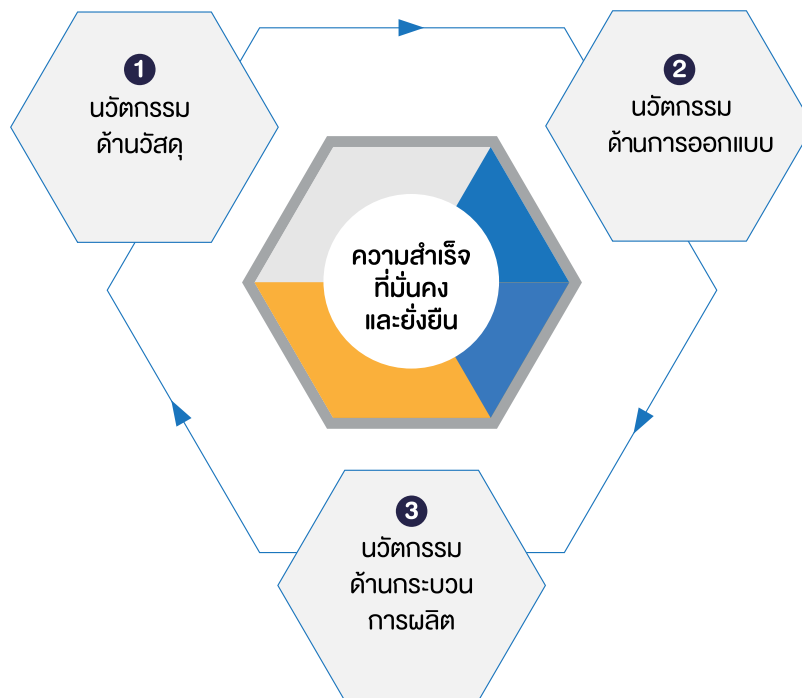 1
นวัตกรรม
ด้านวัสดุ
2
นวัตกรรม
ด้านการออกแบบ
ความสำเร็จ
ที่มั่นคง
และยั่งยืน
3
นวัตกรรม
ด้านกระบวน
การผลิต